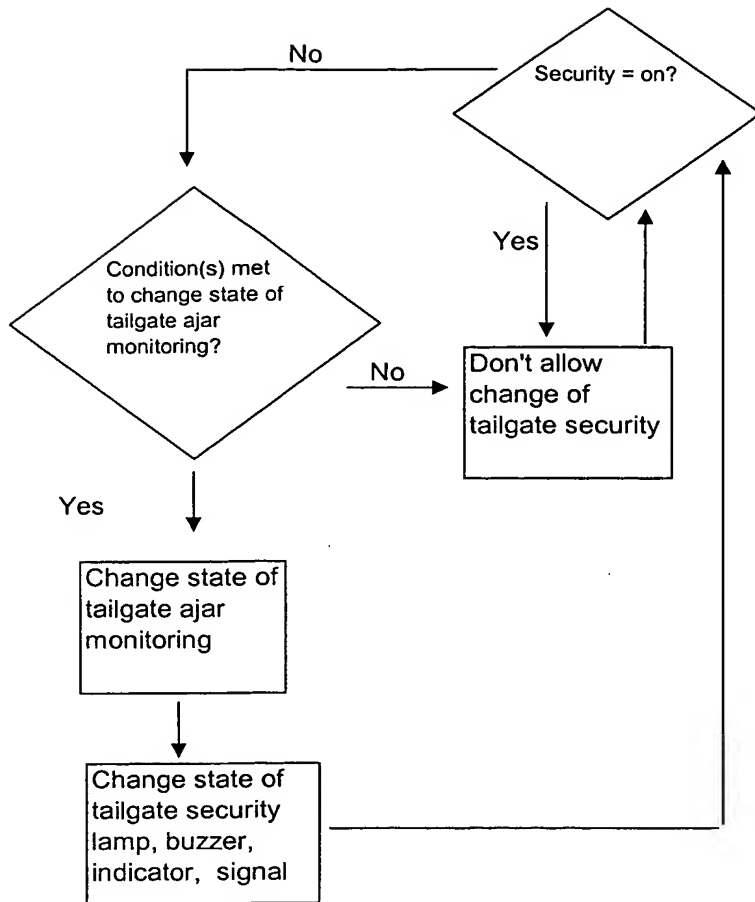 No
Security = on?
Yes
Condition(s) met
to change state of
tailgate ajar
monitoring?
No
Don't allow
change of
tailgate security
Yes
Change state of
tailgate ajar
monitoring
Change state of
tailgate security
lamp, buzzer,
indicator, signal